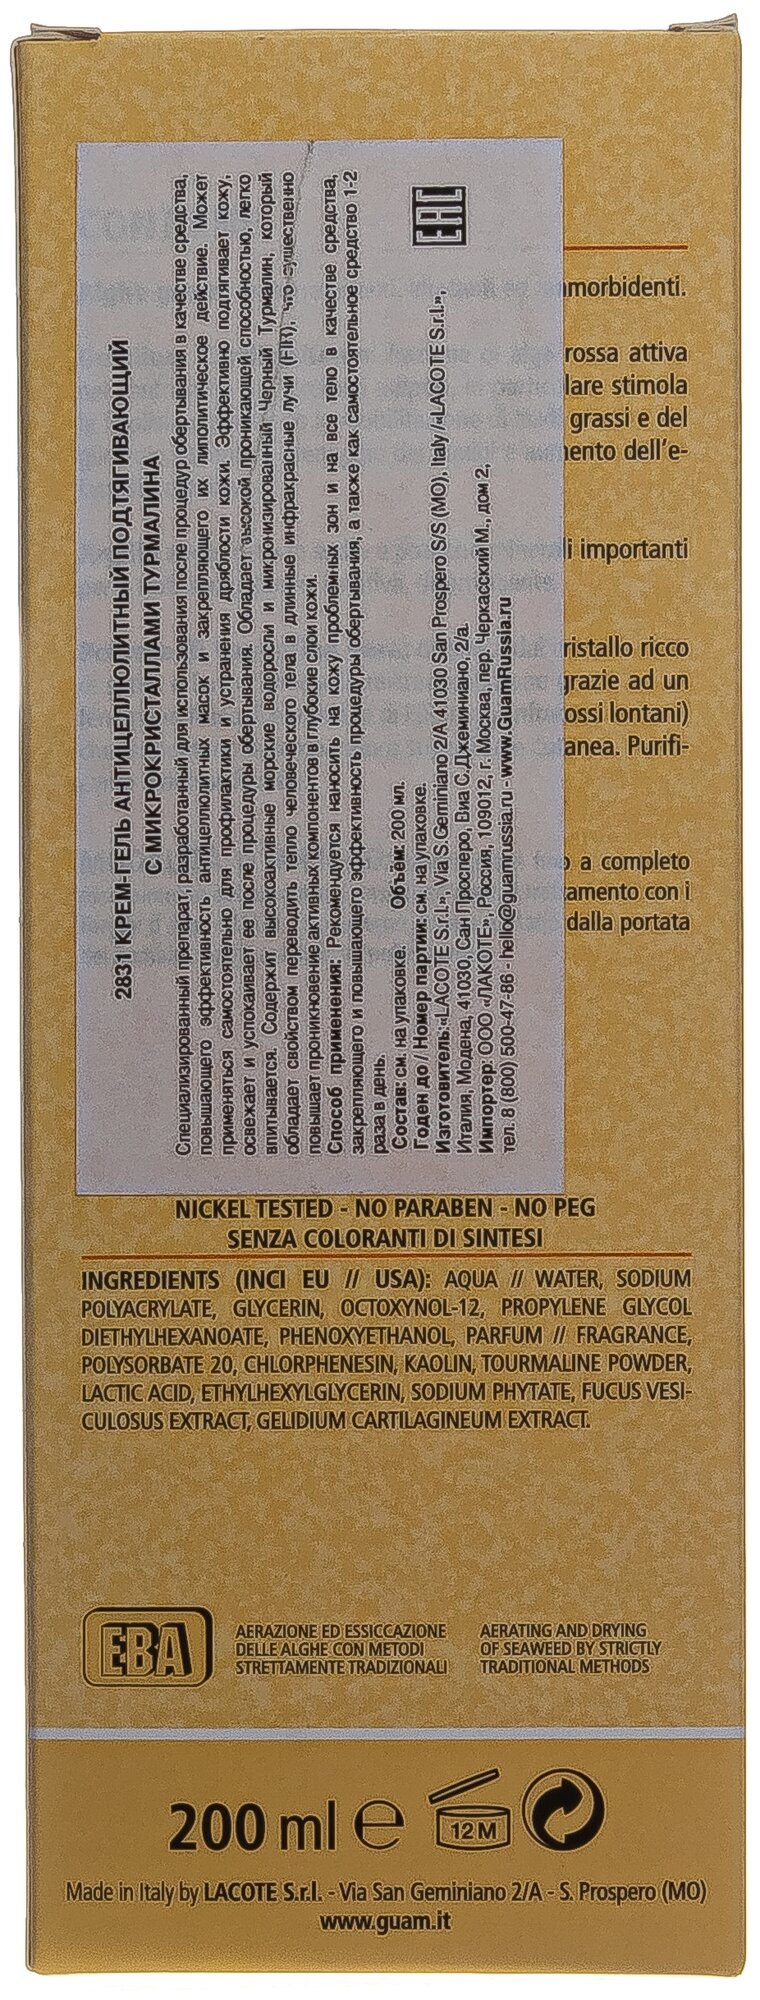 2831 КРЕМ-ГЕЛЬ АНТИЦЕЛЛЮЛИТНЫЙ ПОДТЯГИВАЮЩИЙ
С МИКРОКРИСТАЛЛАМИ ТУРМАЛИНА
Специализированный препарат, разработанный для использования после процедур обертывания в качестве средства,
повышающего эффективность антицеллюлитных масок и закрепляющего их липолитическое действие. Может
применяться самостоятельно для профилактики и устранения дряблости кожи. Эффективно подтягивает кожу,
освежает и успокаивает ее после процедуры обертывания. Обладает высокой проникающей способностью, легко
впитывается. Содержит высокоактивные морские водоросли и микронизированный Черный Турмалин, который
обладает свойством переводить тепло человеческого тела в длинные инфракрасные лучи (FIR), что существенно
повышает проникновение активных компонентов в глубокие слои кожи.
Способ применения: Рекомендуется наносить на кожу проблемных зон и на все тело в качестве средства,
закрепляющего и повышающего эффективность процедуры обертывания, а также как самостоятельное средство 1-2
раза в день.
Состав: см. на упаковке. Объём: 200 мл.
Годен до / Номер партии: см. на упаковке.
Изготовитель: «LACOTE S.r.l.», Via S.Geminiano 2/A 41030 San Prospero S/S (MO), Italy /«LACOTE S.r.l.»,
Италия, Модена, 41030, Сан Просперо, Виа С.Джеминиано, 2/а.
Импортер: ООО «ЛАКОТЕ», Россия, 109012, г. Москва, пер. Черкасский М., дом 2,
тел. 8 (800) 500-47-86 - hello@guamrussia.ru - www.GuamRussia.ru
EAC
mmorbidenti.
rossa attiva
lare stimola
grassi e del
mento dell'e-
li importanti
ristallo ricco
grazie ad un
ossi lontani)
tanea. Purifi-
o a completo
tamento con i
dalla portata
NICKEL TESTED - NO PARABEN - NO PEG
SENZA COLORANTI DI SINTESI
INGREDIENTS (INCI EU // USA): AQUA // WATER, SODIUM
POLYACRYLATE, GLYCERIN, OCTOXYNOL-12, PROPYLENE GLYCOL
DIETHYLHEXANOATE, PHENOXYETHANOL, PARFUM // FRAGRANCE,
POLYSORBATE 20, CHLORPHENESIN, KAOLIN, TOURMALINE POWDER,
LACTIC ACID, ETHYLHEXYLGLYCERIN, SODIUM PHYTATE, FUCUS VESI-
CULOSUS EXTRACT, GELIDIUM CARTILAGINEUM EXTRACT.
EBA
AERAZIONE ED ESSICCAZIONE
DELLE ALGHE CON METODI
STRETTAMENTE TRADIZIONALI
AERATING AND DRYING
OF SEAWEED BY STRICTLY
TRADITIONAL METHODS
200 ml e
12 M
Made in Italy by LACOTE S.r.l. - Via San Geminiano 2/A - S. Prospero (MO)
www.guam.it